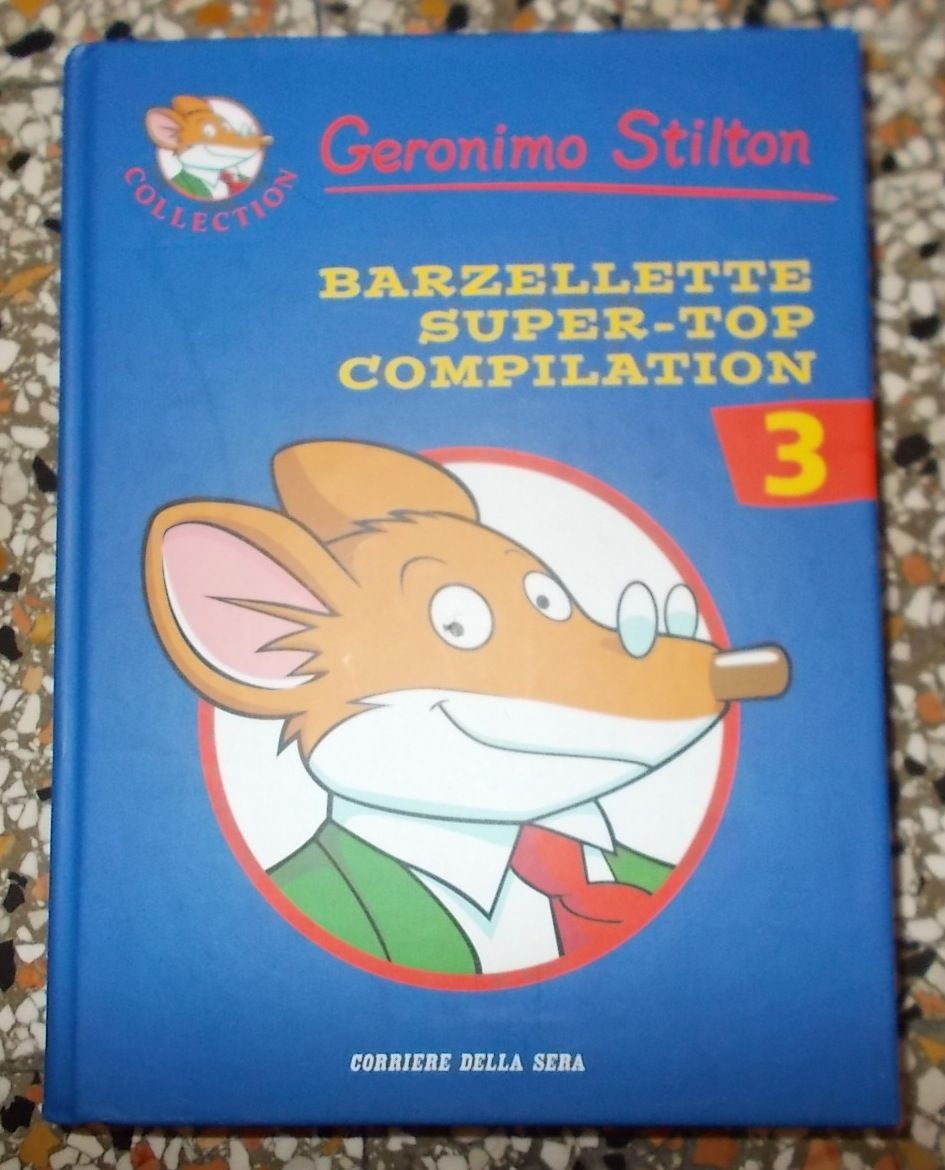 COLLECTION
Geronimo Stilton
BARZELLETTE
SUPER-TOP
COMPILATION
3
CORRIERE DELLA SERA